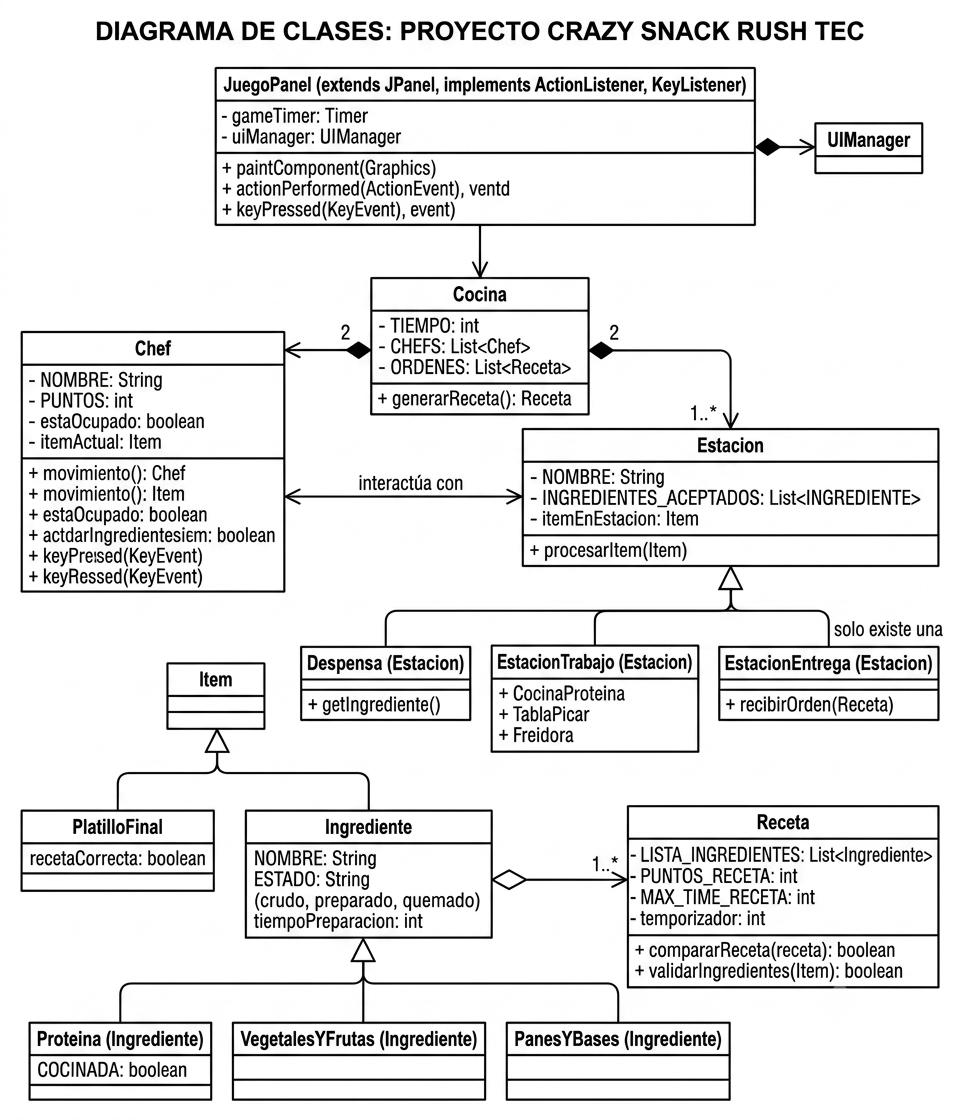 DIAGRAMA DE CLASES: PROYECTO CRAZY SNACK RUSH TEC
JuegoPanel (extends JPanel, implements ActionListener, KeyListener)
- gameTimer: Timer
- uiManager: UIManager
+ paintComponent(Graphics)
+ actionPerformed(ActionEvent), ventd
+ keyPressed(KeyEvent), event)
UIManager
Cocina
- TIEMPO: int
- CHEFS: List<Chef>
- ORDENES: List<Receta>
+ generarReceta(): Receta
2
2
1..*
Chef
- NOMBRE: String
- PUNTOS: int
- estaOcupado: boolean
- itemActual: Item
+ movimiento(): Chef
+ movimiento(): Item
+ estaOcupado: boolean
+ actdarIngredientesiem: boolean
+ keyPressed(KeyEvent)
+ keyRessed(KeyEvent)
interactúa con
Estacion
- NOMBRE: String
- INGREDIENTES_ACEPTADOS: List<INGREDIENTE>
- itemEnEstacion: Item
+ procesarItem(Item)
solo existe una
Despensa (Estacion)
+ getIngrediente()
EstacionTrabajo (Estacion)
+ CocinaProteina
+ TablaPicar
+ Freidora
EstacionEntrega (Estacion)
+ recibirOrden(Receta)
Item
PlatilloFinal
recetaCorrecta: boolean
Ingrediente
NOMBRE: String
ESTADO: String
(crudo, preparado, quemado)
tiempoPreparacion: int
1..*
Receta
- LISTA_INGREDIENTES: List<Ingrediente>
- PUNTOS_RECETA: int
- MAX_TIME_RECETA: int
- temporizador: int
+ compararReceta(receta): boolean
+ validarIngredientes(Item): boolean
Proteina (Ingrediente)
COCINADA: boolean
VegetalesYFrutas (Ingrediente)
PanesYBases (Ingrediente)